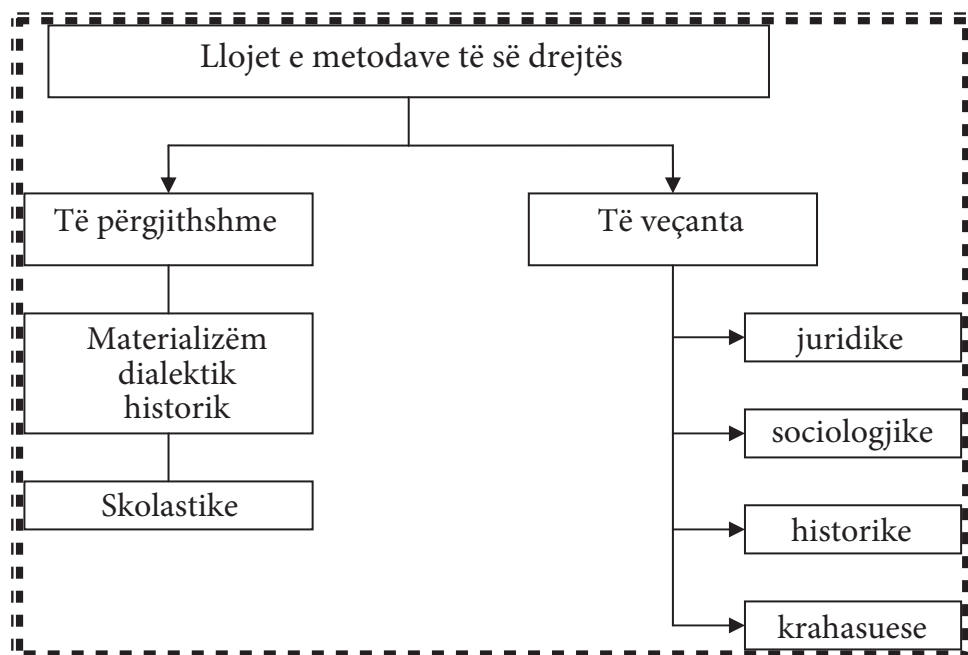 Llojet e metodave të së drejtës
Të përgjithshme
Të veçanta
Materializëm
dialektik
historik
Skolastike
juridike
sociologjike
historike
krahasuese